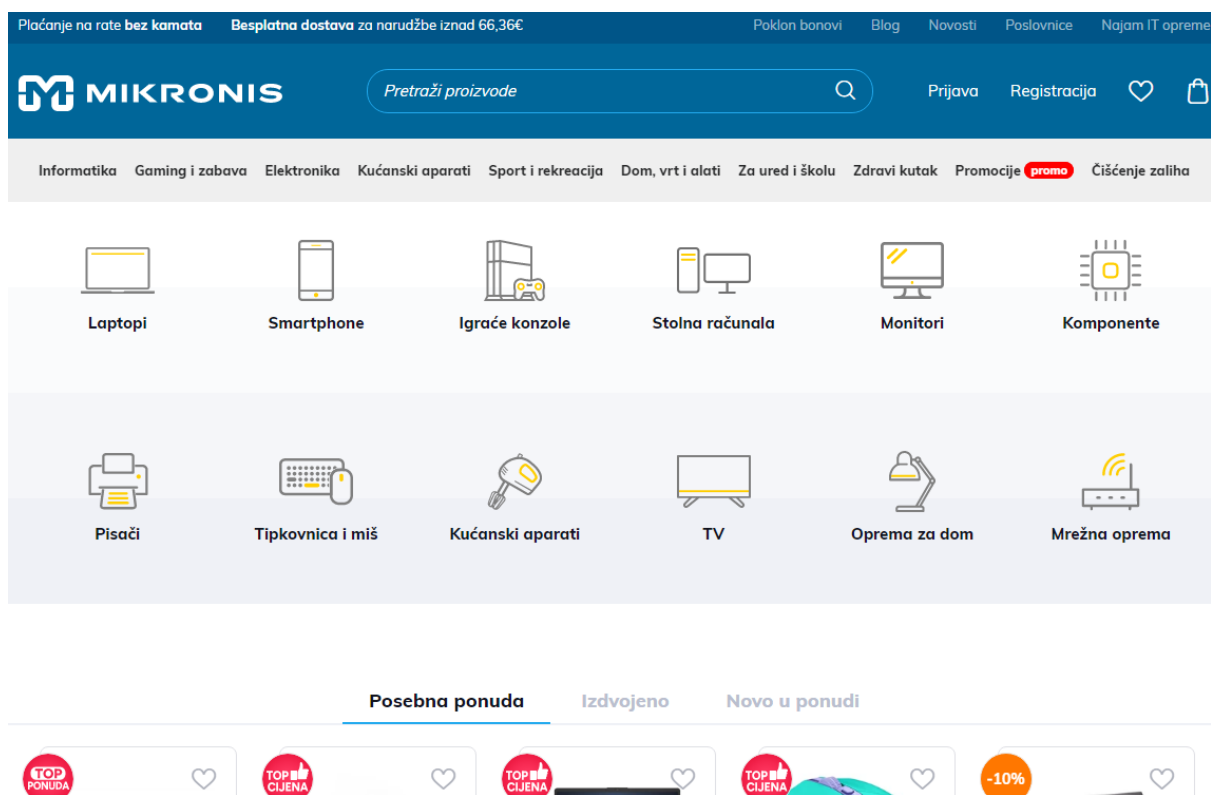 Plaćanje na rate bez kamata Besplatna dostava za narudžbe iznad 66,36€ Poklon bonovi Blog Novosti Poslovnice Najam IT opreme
MIKRONIS Pretraži proizvode Prijava Registracija
Informatika Gaming i zabava Elektronika Kućanski aparati Sport i rekreacija Dom, vrt i alati Za ured i školu Zdravi kutak Promocije promo Čišćenje zaliha
Laptopi Smartphone Igraće konzole Stolna računala Monitori Komponente
Pisači Tipkovnica i miš Kućanski aparati TV Oprema za dom Mrežna oprema
Posebna ponuda Izdvojeno Novo u ponudi
TOP TOP TOP TOP -10%
PONUDA CIJENA CIJENA CIJENA